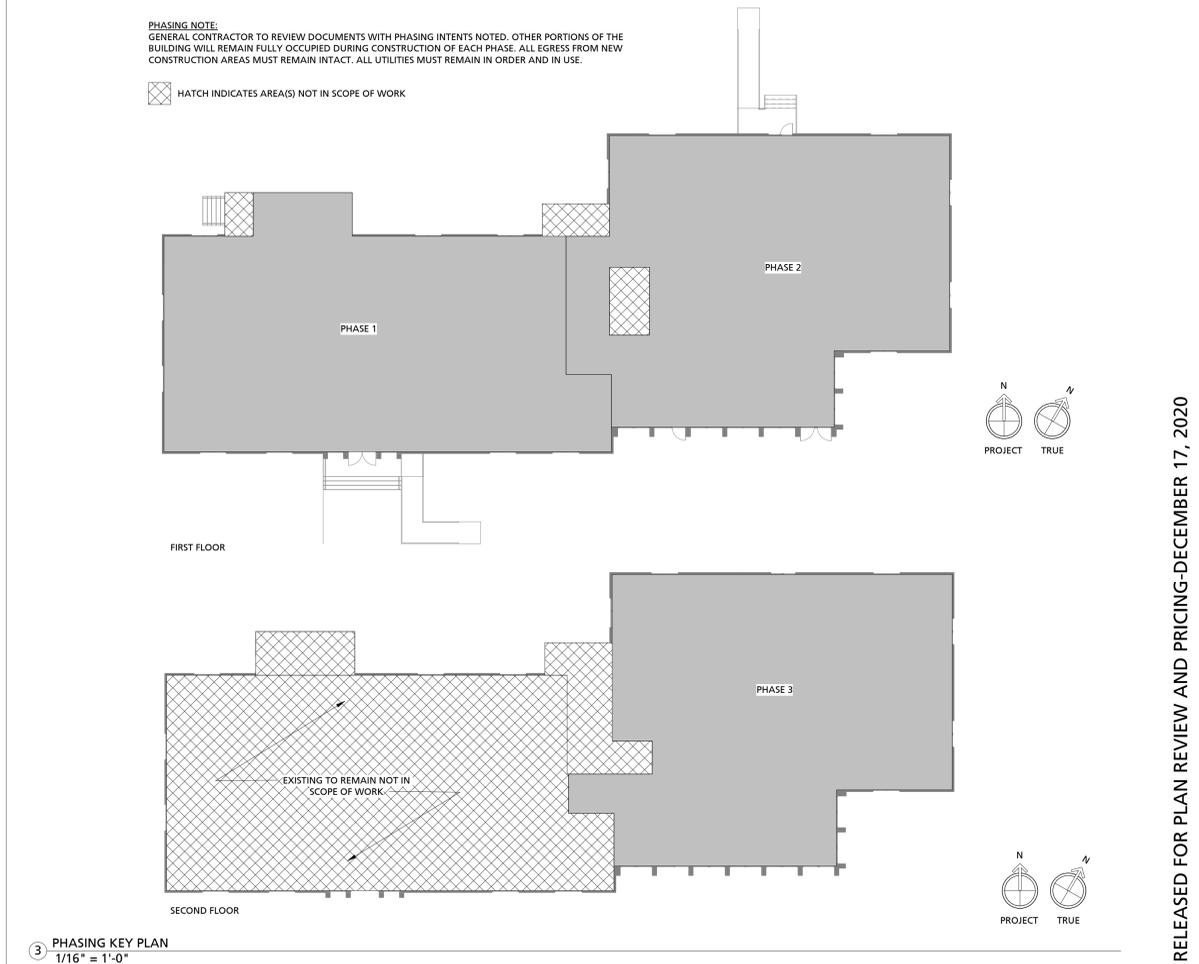 PHASING NOTE:
GENERAL CONTRACTOR TO REVIEW DOCUMENTS WITH PHASING INTENTS NOTED. OTHER PORTIONS OF THE
BUILDING WILL REMAIN FULLY OCCUPIED DURING CONSTRUCTION OF EACH PHASE. ALL EGRESS FROM NEW
CONSTRUCTION AREAS MUST REMAIN INTACT. ALL UTILITIES MUST REMAIN IN ORDER AND IN USE.
HATCH INDICATES AREA(S) NOT IN SCOPE OF WORK
PHASE 2
PHASE 1
N
N
PROJECT
TRUE
FIRST FLOOR
PHASE 3
EXISTING TO REMAIN NOT IN
SCOPE OF WORK
N
N
PROJECT
TRUE
SECOND FLOOR
3
PHASING KEY PLAN
1/16" = 1'-0"
RELEASED FOR PLAN REVIEW AND PRICING-DECEMBER 17, 2020